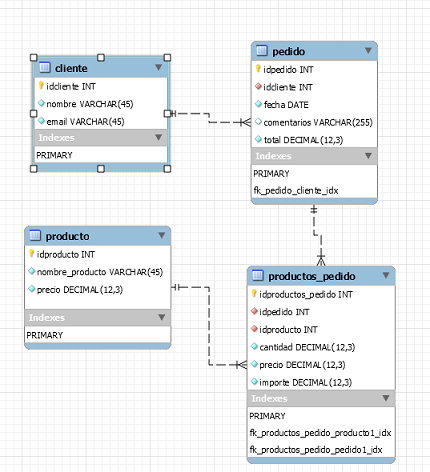 cliente
idcliente INT
nombre VARCHAR(45)
email VARCHAR(45)
Indexes
PRIMARY
pedido
idpedido INT
idcliente INT
fecha DATE
comentarios VARCHAR(255)
total DECIMAL(12,3)
Indexes
PRIMARY
fk_pedido_cliente_idx
producto
idproducto INT
nombre_producto VARCHAR(45)
precio DECIMAL(12,3)
Indexes
PRIMARY
productos_pedido
idproductos_pedido INT
idpedido INT
idproducto INT
cantidad DECIMAL(12,3)
precio DECIMAL(12,3)
importe DECIMAL(12,3)
Indexes
PRIMARY
fk_productos_pedido_producto1_idx
fk_productos_pedido_pedido1_idx